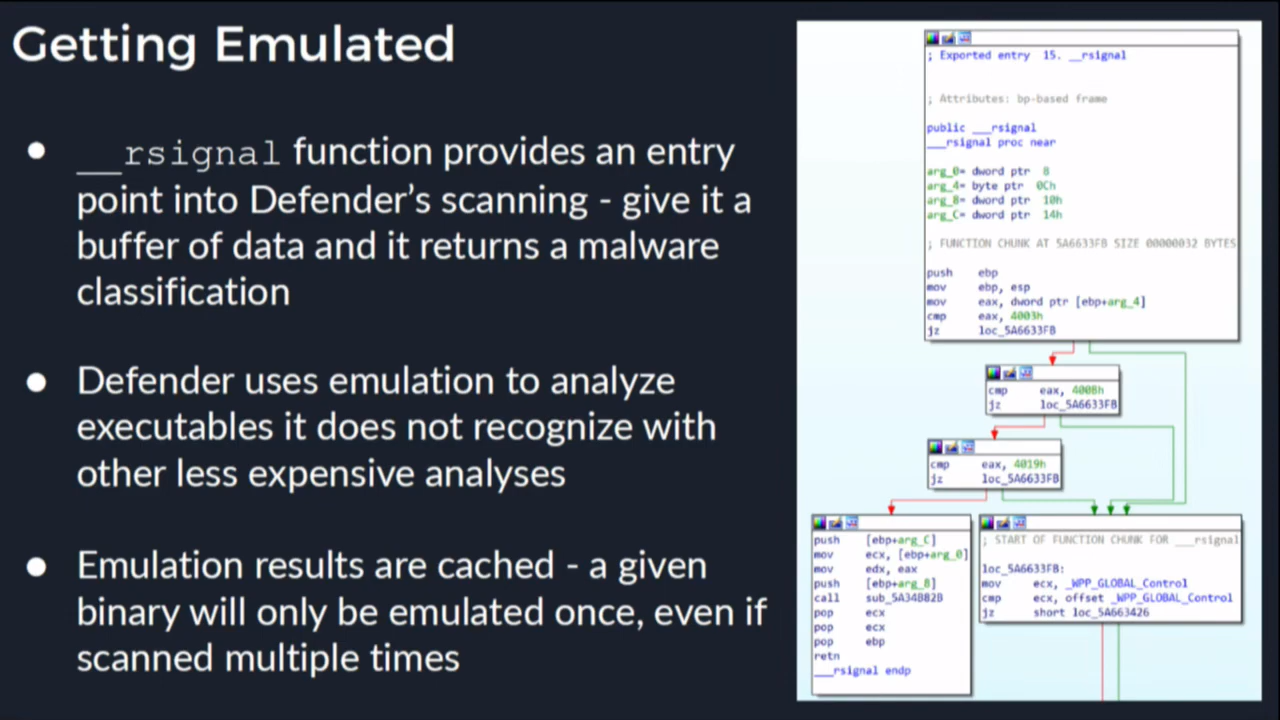 Getting Emulated
● __rsignal function provides an entry
point into Defender’s scanning - give it a
buffer of data and it returns a malware
classification
● Defender uses emulation to analyze
executables it does not recognize with
other less expensive analyses
● Emulation results are cached - a given
binary will only be emulated once, even if
scanned multiple times
; Exported entry 15. __rsignal
; Attributes: bp-based frame
public ___rsignal
___rsignal proc near
arg_0= dword ptr 8
arg_4= byte ptr 0Ch
arg_8= dword ptr 10h
arg_C= dword ptr 14h
; FUNCTION CHUNK AT 5A6633FB SIZE 00000032 BYTES
push ebp
mov ebp, esp
mov eax, dword ptr [ebp+arg_4]
cmp eax, 4003h
jz loc_5A6633FB
cmp eax, 400Bh
jz loc_5A6633FB
cmp eax, 4019h
jz loc_5A6633FB
push [ebp+arg_C]
mov ecx, [ebp+arg_0]
mov edx, eax
push [ebp+arg_8]
call sub_5A34B82B
pop ecx
pop ecx
pop ebp
retn
___rsignal endp
; START OF FUNCTION CHUNK FOR ___rsignal
loc_5A6633FB:
mov ecx, _WPP_GLOBAL_Control
cmp ecx, offset _WPP_GLOBAL_Control
jz short loc_5A663426